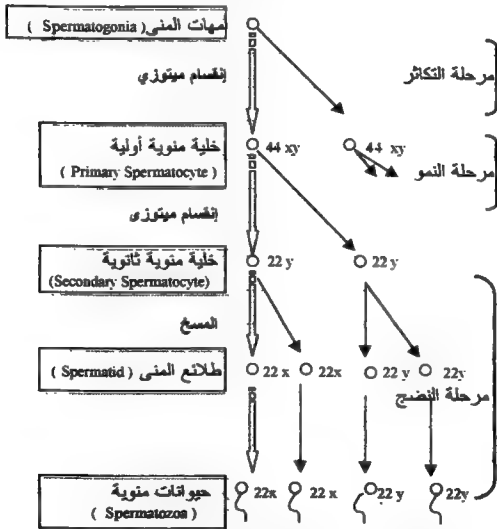 مهات المنى ( Spermatogonia )
إنقسام ميتوزي
مرحلة التكاثر
خلية منوية أولية
( Primary Spermatocyte )
44 xy
44 xy
مرحلة النمو
إنقسام ميتوزى
خلية منوية ثانوية
(Secondary Spermatocyte)
22 y
22 y
المسخ
طلائع المنى ( Spermatid )
22 x
22x
22 y
22y
مرحلة النضج
حيوانات منوية
( Spermatozoa )
22x
22 x
22 y
22y